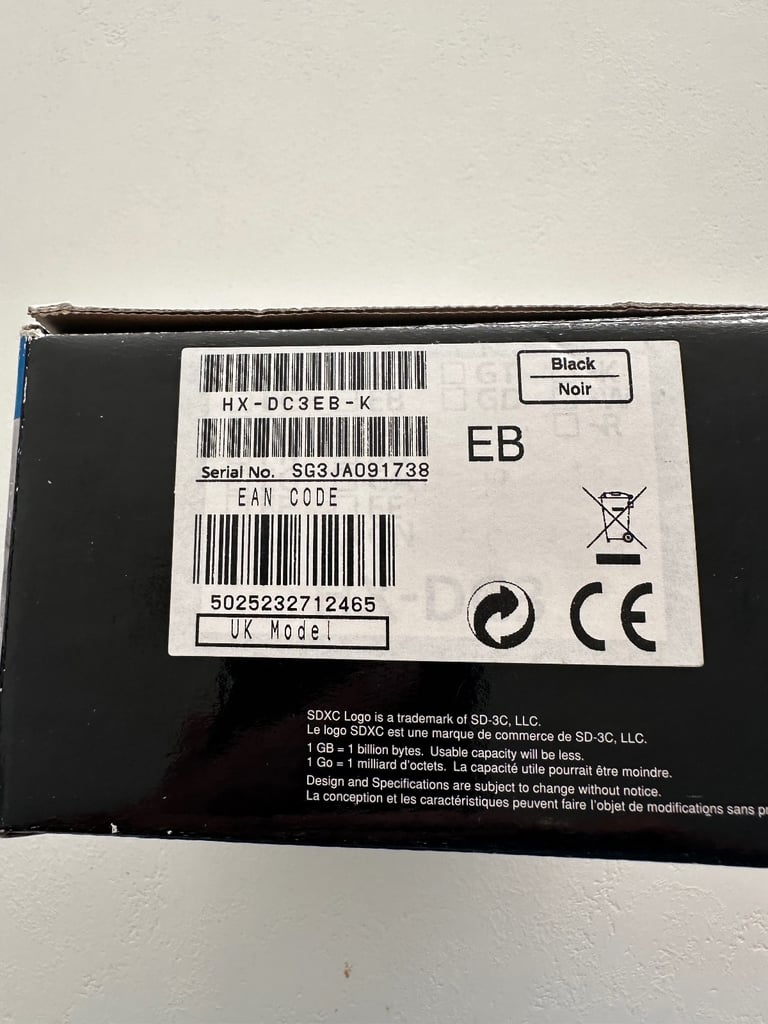 HX-DC3EB-K
Black
Noir
EB
Serial No. SG3JA091738
EAN CODE
5025232712465
UK Model
CE
SDXC Logo is a trademark of SD-3C, LLC.
Le logo SDXC est une marque de commerce de SD-3C, LLC.
1 GB = 1 billion bytes. Usable capacity will be less.
1 Go = 1 milliard d'octets. La capacité utile pourrait être moindre.
Design and Specifications are subject to change without notice.
La conception et les caractéristiques peuvent faire l'objet de modifications sans